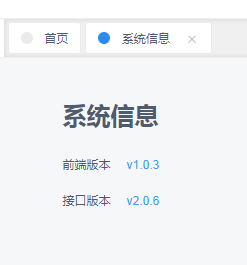 首页 系统信息 ×
系统信息
前端版本 v1.0.3
接口版本 v2.0.6